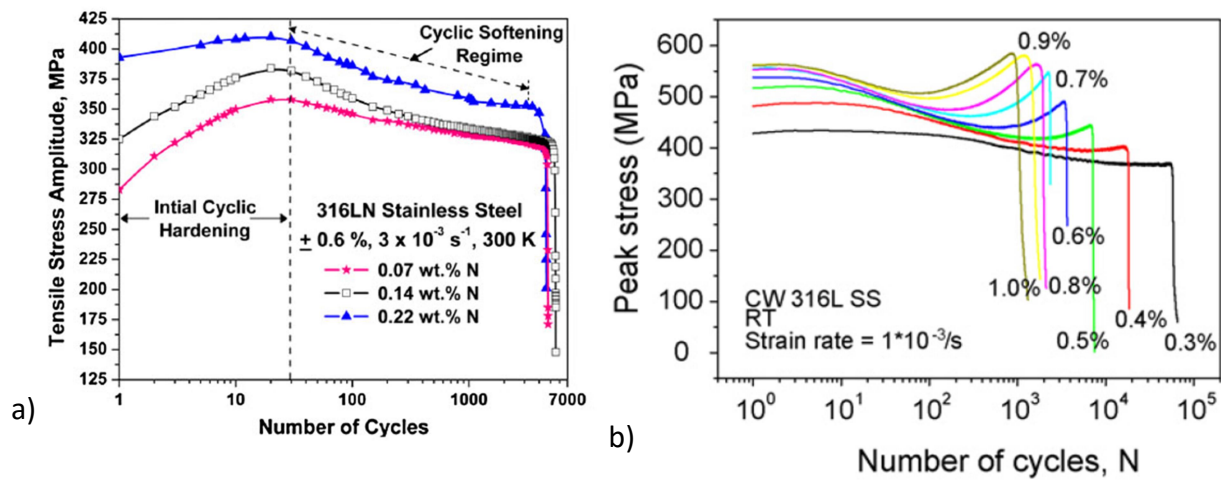 425
400
375
350
325
300
275
250
225
200
175
150
125
Tensile Stress Amplitude, MPa
Cyclic Softening
Regime
Intial Cyclic
Hardening
316LN Stainless Steel
± 0.6 %, 3 x 10⁻³ s⁻¹, 300 K
0.07 wt.% N
0.14 wt.% N
0.22 wt.% N
1 10 100 1000 7000
Number of Cycles
a)
600
500
400
300
200
100
0
Peak stress (MPa)
0.9%
0.7%
0.6%
1.0%
0.8%
0.5%
0.4%
0.3%
CW 316L SS
RT
Strain rate = 1*10⁻³/s
10⁰ 10¹ 10² 10³ 10⁴ 10⁵
Number of cycles, N
b)